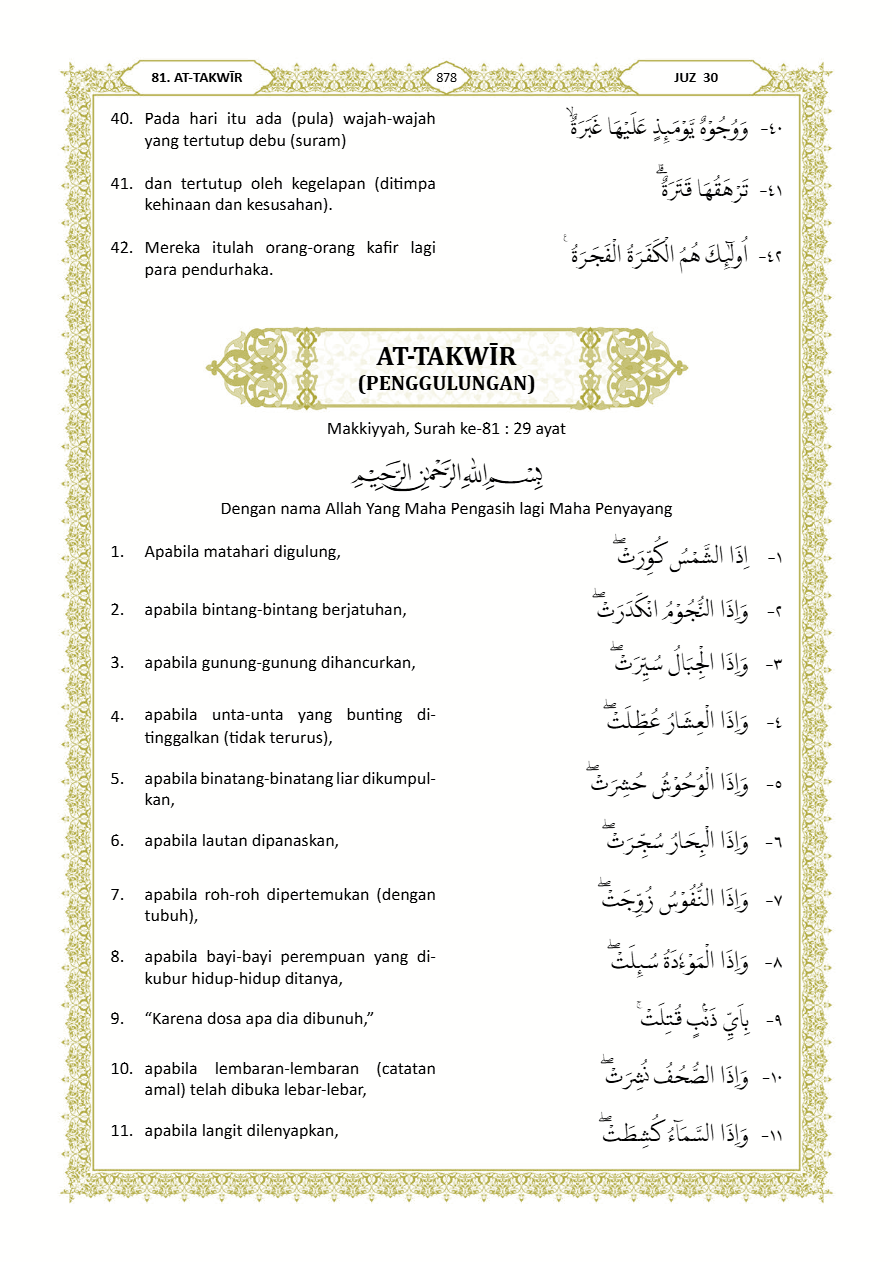 81. AT-TAKWĪR
878
JUZ 30
40. Pada hari itu ada (pula) wajah-wajah
yang tertutup debu (suram)
٤٠- وَوُجُوْهٌ يَّوْمَىِٕذٍ عَلَيْهَا غَبَرَةٌۙ
41. dan tertutup oleh kegelapan (ditimpa
kehinaan dan kesusahan).
٤١- تَرْهَقُهَا قَتَرَةٌ ۗ
42. Mereka itulah orang-orang kafir lagi
para pendurhaka.
٤٢- اُولٰۤىِٕكَ هُمُ الْكَفَرَةُ الْفَجَرَةُ ࣖ
AT-TAKWĪR
(PENGGULUNGAN)
Makkiyyah, Surah ke-81 : 29 ayat
بِسْمِ اللّٰهِ الرَّحْمٰنِ الرَّحِيْمِ
Dengan nama Allah Yang Maha Pengasih lagi Maha Penyayang
1. Apabila matahari digulung,
١- اِذَا الشَّمْسُ كُوِّرَتْۖ
2. apabila bintang-bintang berjatuhan,
٢- وَاِذَا النُّجُوْمُ انْكَدَرَتْۖ
3. apabila gunung-gunung dihancurkan,
٣- وَاِذَا الْجِبَالُ سُيِّرَتْۖ
4. apabila unta-unta yang bunting di-
tinggalkan (tidak terurus),
٤- وَاِذَا الْعِشَارُ عُطِّلَتْۖ
5. apabila binatang-binatang liar dikumpul-
kan,
٥- وَاِذَا الْوُحُوْشُ حُشِرَتْۖ
6. apabila lautan dipanaskan,
٦- وَاِذَا الْبِحَارُ سُجِّرَتْۖ
7. apabila roh-roh dipertemukan (dengan
tubuh),
٧- وَاِذَا النُّفُوْسُ زُوِّجَتْۖ
8. apabila bayi-bayi perempuan yang di-
kubur hidup-hidup ditanya,
٨- وَاِذَا الْمَوْءٗدَةُ سُىِٕلَتْۖ
9. “Karena dosa apa dia dibunuh,”
٩- بِاَيِّ ذَنْۢبٍ قُتِلَتْۚ
10. apabila lembaran-lembaran (catatan
amal) telah dibuka lebar-lebar,
١٠- وَاِذَا الصُّحُفُ نُشِرَتْۖ
11. apabila langit dilenyapkan,
١١- وَاِذَا السَّمَاۤءُ كُشِطَتْۖ